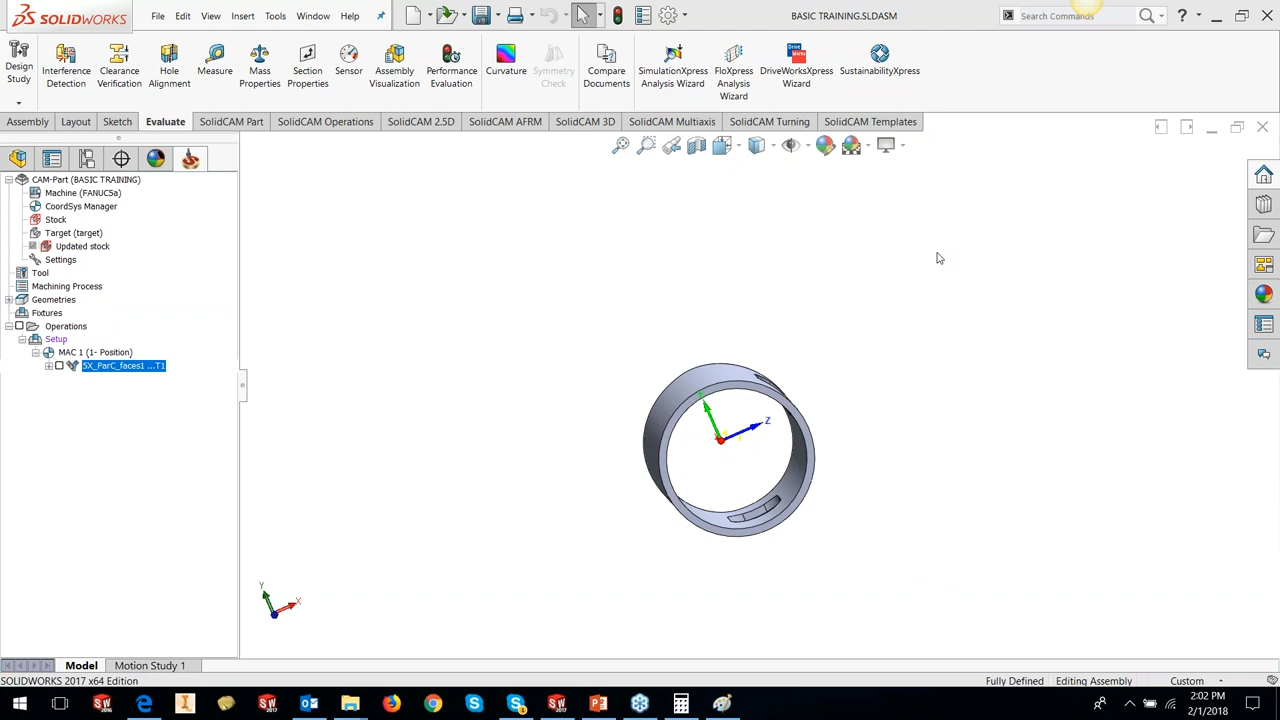 SOLIDWORKS File Edit View Insert Tools Window Help BASIC TRAINING.SLDASM Search Commands ?
Design Study
Interference Detection
Clearance Verification
Hole Alignment
Measure
Mass Properties
Section Properties
Sensor
Assembly Visualization
Performance Evaluation
Curvature
Symmetry Check
Compare Documents
SimulationXpress Analysis Wizard
FloXpress Analysis Wizard
DriveWorksXpress Wizard
SustainabilityXpress
Assembly Layout Sketch Evaluate SolidCAM Part SolidCAM Operations SolidCAM 2.5D SolidCAM AFRM SolidCAM 3D SolidCAM Multiaxis SolidCAM Turning SolidCAM Templates
CAM-Part (BASIC TRAINING)
Machine (FANUC5a)
CoordSys Manager
Stock
Target (target)
Updated stock
Settings
Tool
Machining Process
Geometries
Fixtures
Operations
Setup
MAC 1 (1- Position)
5X_ParC_faces1 ...T1
Z
Y
X
Model Motion Study 1
SOLIDWORKS 2017 x64 Edition Fully Defined Editing Assembly Custom
2:02 PM
2/1/2018